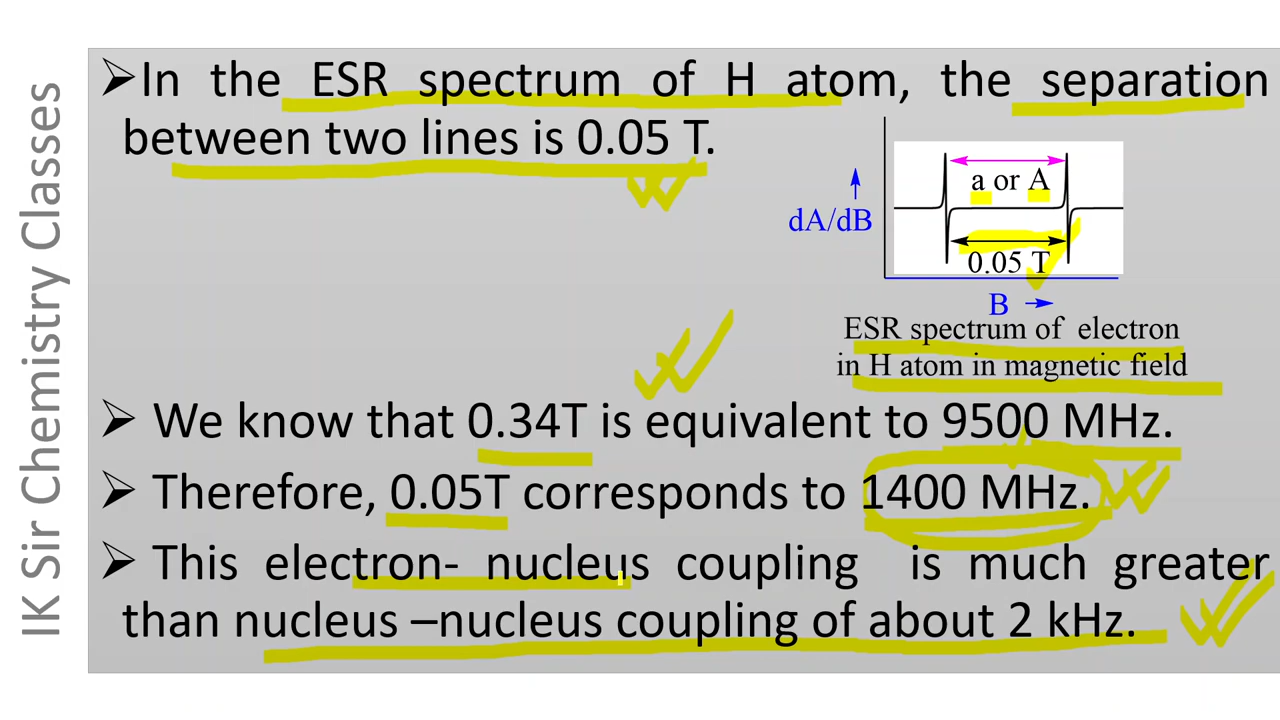 IK Sir Chemistry Classes
➢In the ESR spectrum of H atom, the separation
between two lines is 0.05 T.
a or A
dA/dB
0.05 T
B
ESR spectrum of electron
in H atom in magnetic field
➢ We know that 0.34T is equivalent to 9500 MHz.
➢ Therefore, 0.05T corresponds to 1400 MHz.
➢ This electron- nucleus coupling is much greater
than nucleus –nucleus coupling of about 2 kHz.